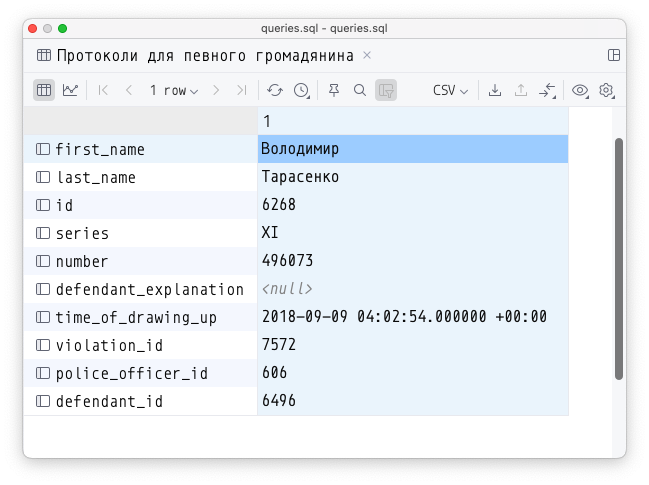 queries.sql – queries.sql
Протоколи для певного громадянина
1 row
CSV
1
first_name Володимир
last_name Тарасенко
id 6268
series XI
number 496073
defendant_explanation <null>
time_of_drawing_up 2018-09-09 04:02:54.000000 +00:00
violation_id 7572
police_officer_id 606
defendant_id 6496